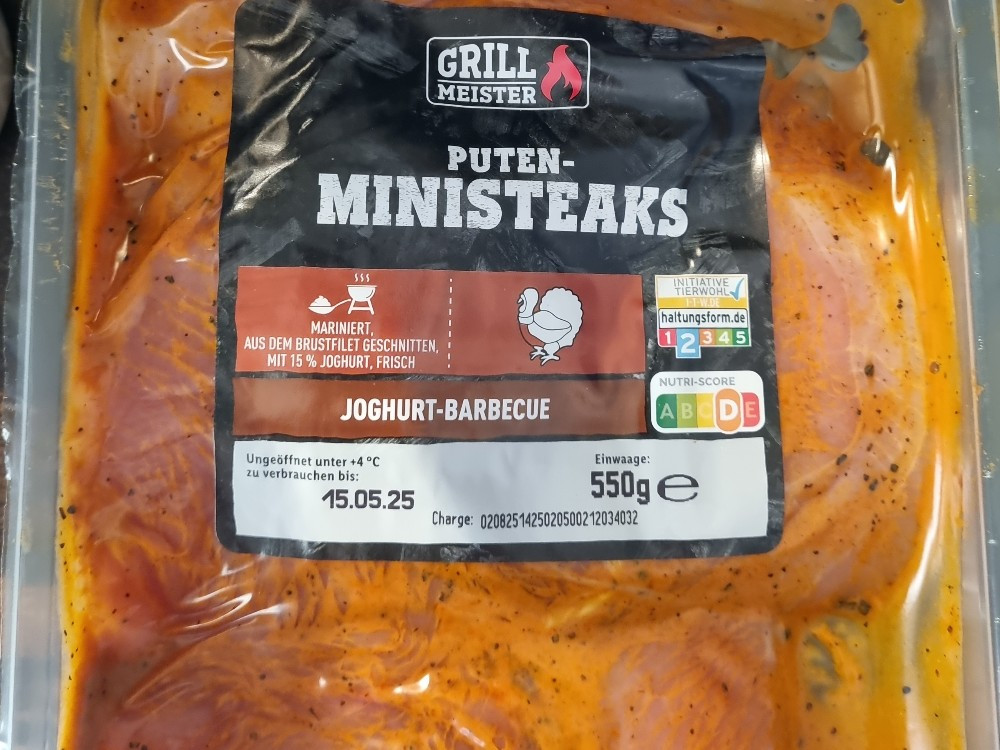 GRILL
MEISTER
PUTEN-
MINISTEAKS
MARINIERT,
AUS DEM BRUSTFILET GESCHNITTEN,
MIT 15 % JOGHURT, FRISCH
INITIATIVE
TIERWOHL
haltungsform.de
1 2 3 4 5
JOGHURT-BARBECUE
NUTRI-SCORE
A B C D E
Ungeöffnet unter +4 °C
zu verbrauchen bis:
15.05.25
Einwaage:
550g e
Charge: 0208251425020500212034032